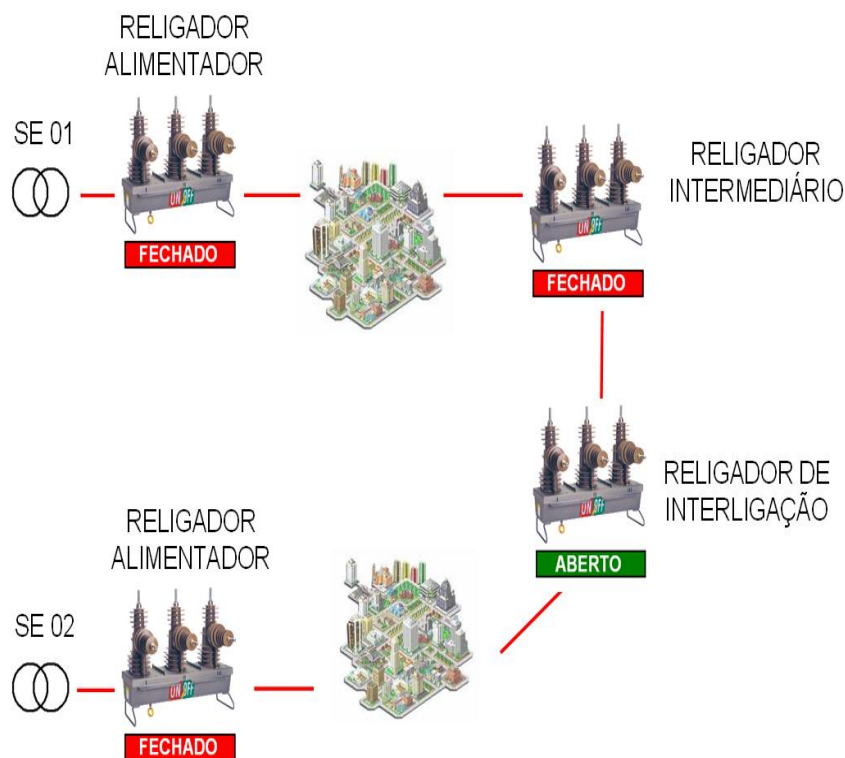 RELIGADOR
ALIMENTADOR
SE 01
FECHADO
RELIGADOR
INTERMEDIÁRIO
FECHADO
RELIGADOR DE
INTERLIGAÇÃO
ABERTO
RELIGADOR
ALIMENTADOR
SE 02
FECHADO